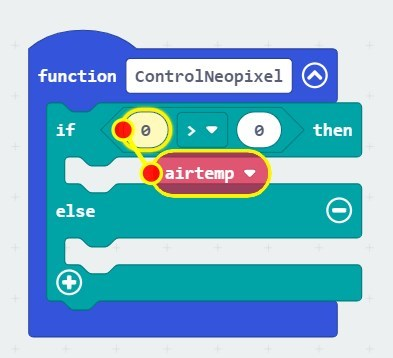 function ControlNeopixel
if 0 > 0 then
airtemp
else